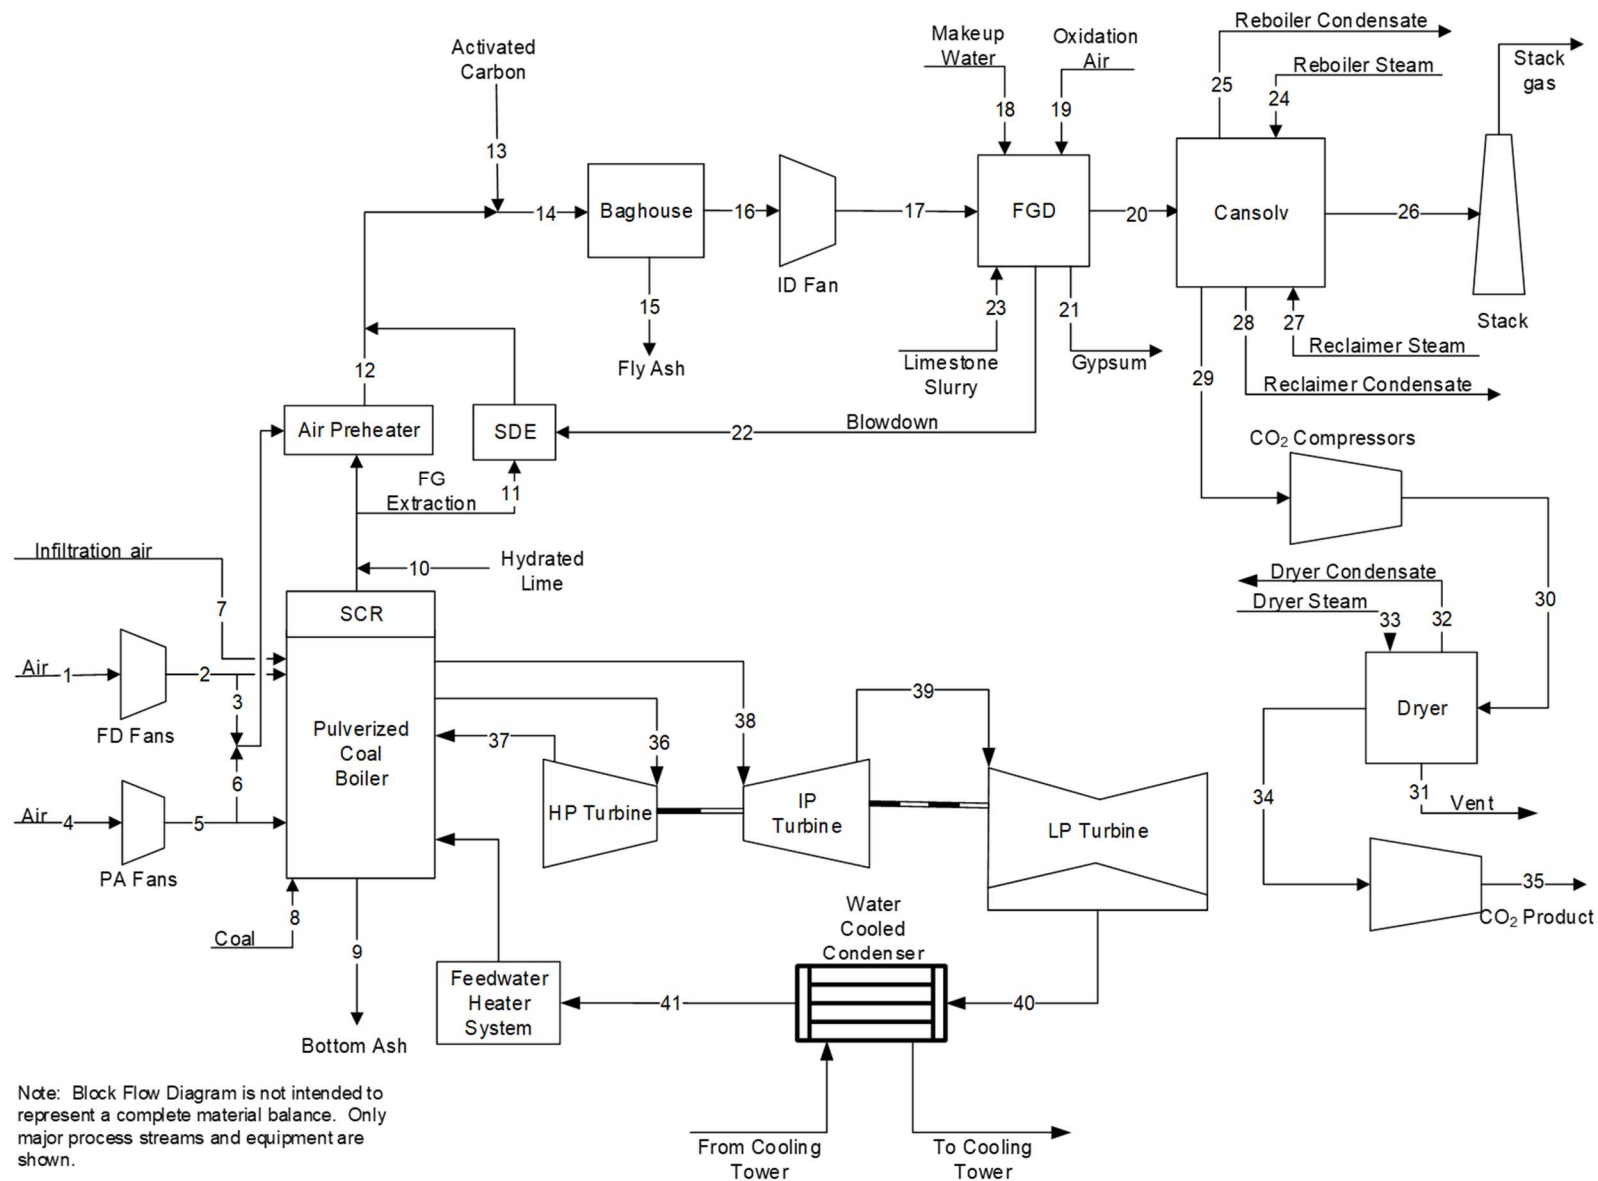 Reboiler Condensate
Makeup
Water
Oxidation
Air
Activated
Carbon
Stack
gas
Reboiler Steam
25
24
18
19
13
Baghouse
14
16
17
FGD
20
Cansolv
26
ID Fan
15
23
21
28
27
Stack
Fly Ash
Limestone
Slurry
Gypsum
Reclaimer Steam
29
Reclaimer Condensate
12
Air Preheater
SDE
22
Blowdown
CO2 Compressors
FG
Extraction
11
Infiltration air
10
Hydrated
Lime
Dryer Condensate
Dryer Steam
30
7
SCR
33
32
Air
1
2
3
FD Fans
Pulverized
Coal
Boiler
37
36
38
39
Dryer
6
Air
4
5
PA Fans
HP Turbine
IP
Turbine
LP Turbine
34
31
Vent
35
CO2 Product
8
Coal
9
Water
Cooled
Condenser
Feedwater
Heater
System
41
40
Bottom Ash
Note: Block Flow Diagram is not intended to
represent a complete material balance. Only
major process streams and equipment are
shown.
From Cooling
Tower
To Cooling
Tower